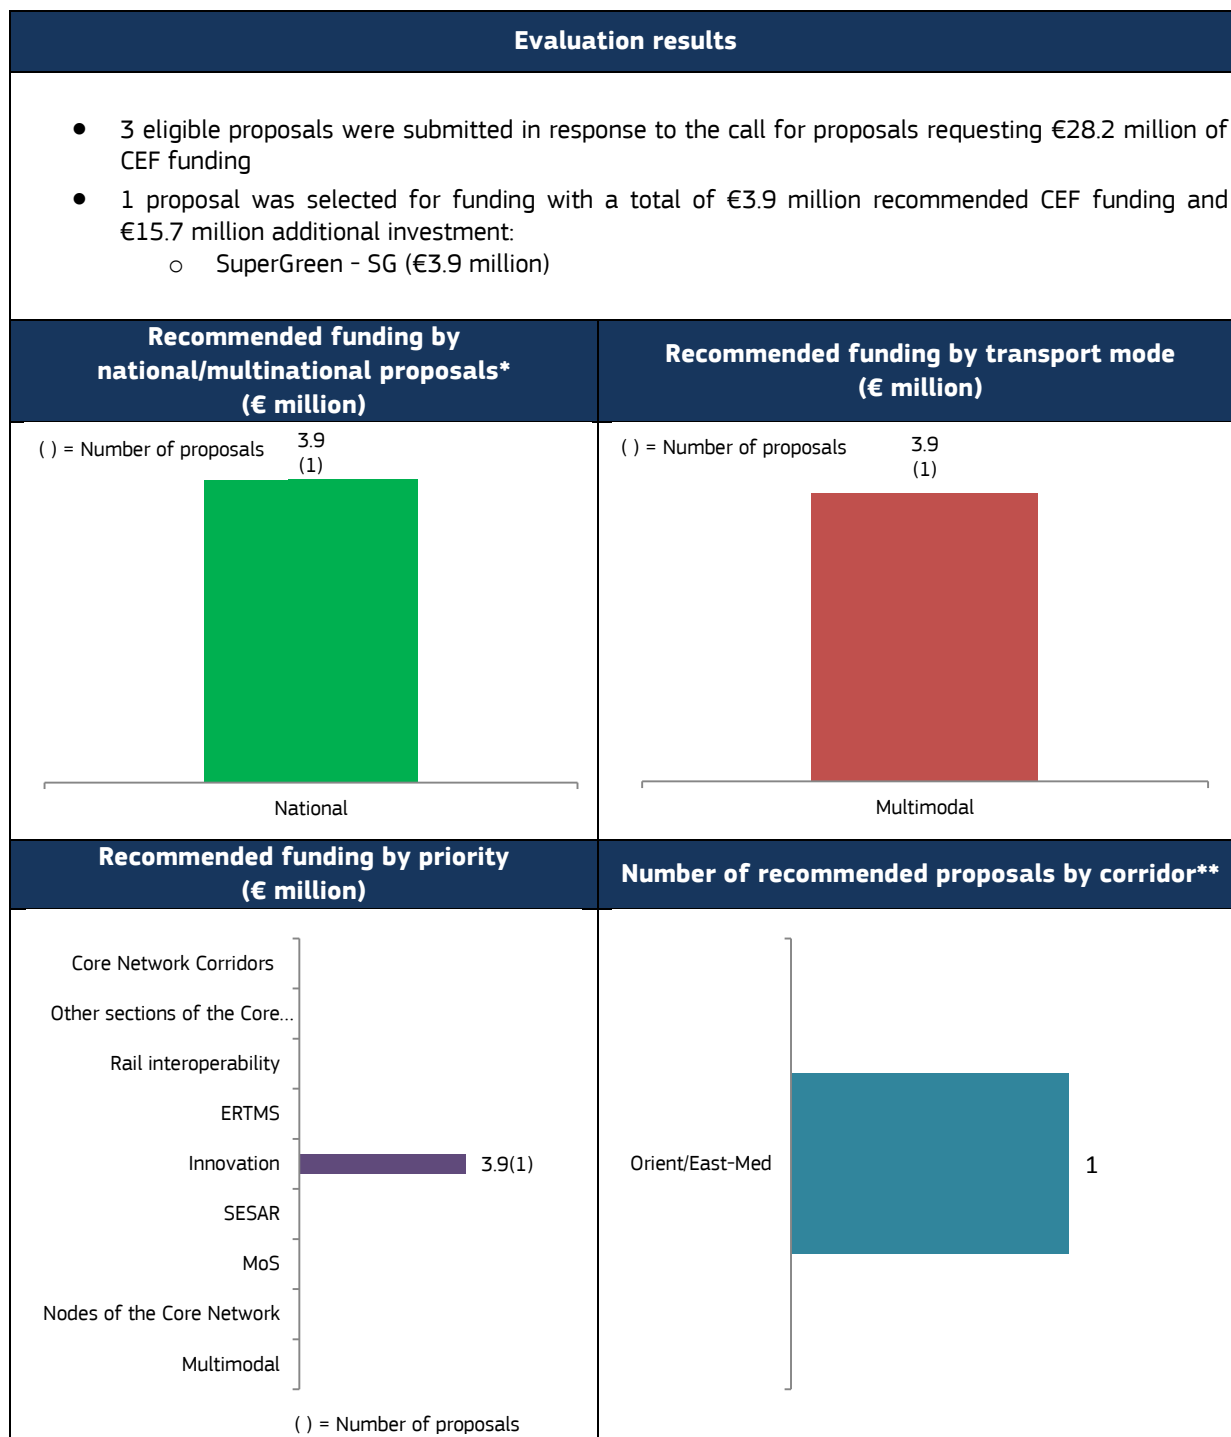 Evaluation results
● 3 eligible proposals were submitted in response to the call for proposals requesting €28.2 million of
CEF funding
● 1 proposal was selected for funding with a total of €3.9 million recommended CEF funding and
€15.7 million additional investment:
○ SuperGreen - SG (€3.9 million)
Recommended funding by
national/multinational proposals*
(€ million)
Recommended funding by transport mode
(€ million)
( ) = Number of proposals
3.9
(1)
National
( ) = Number of proposals
3.9
(1)
Multimodal
Recommended funding by priority
(€ million)
Number of recommended proposals by corridor**
Core Network Corridors
Other sections of the Core...
Rail interoperability
ERTMS
Innovation
3.9(1)
SESAR
MoS
Nodes of the Core Network
Multimodal
( ) = Number of proposals
Orient/East-Med
1